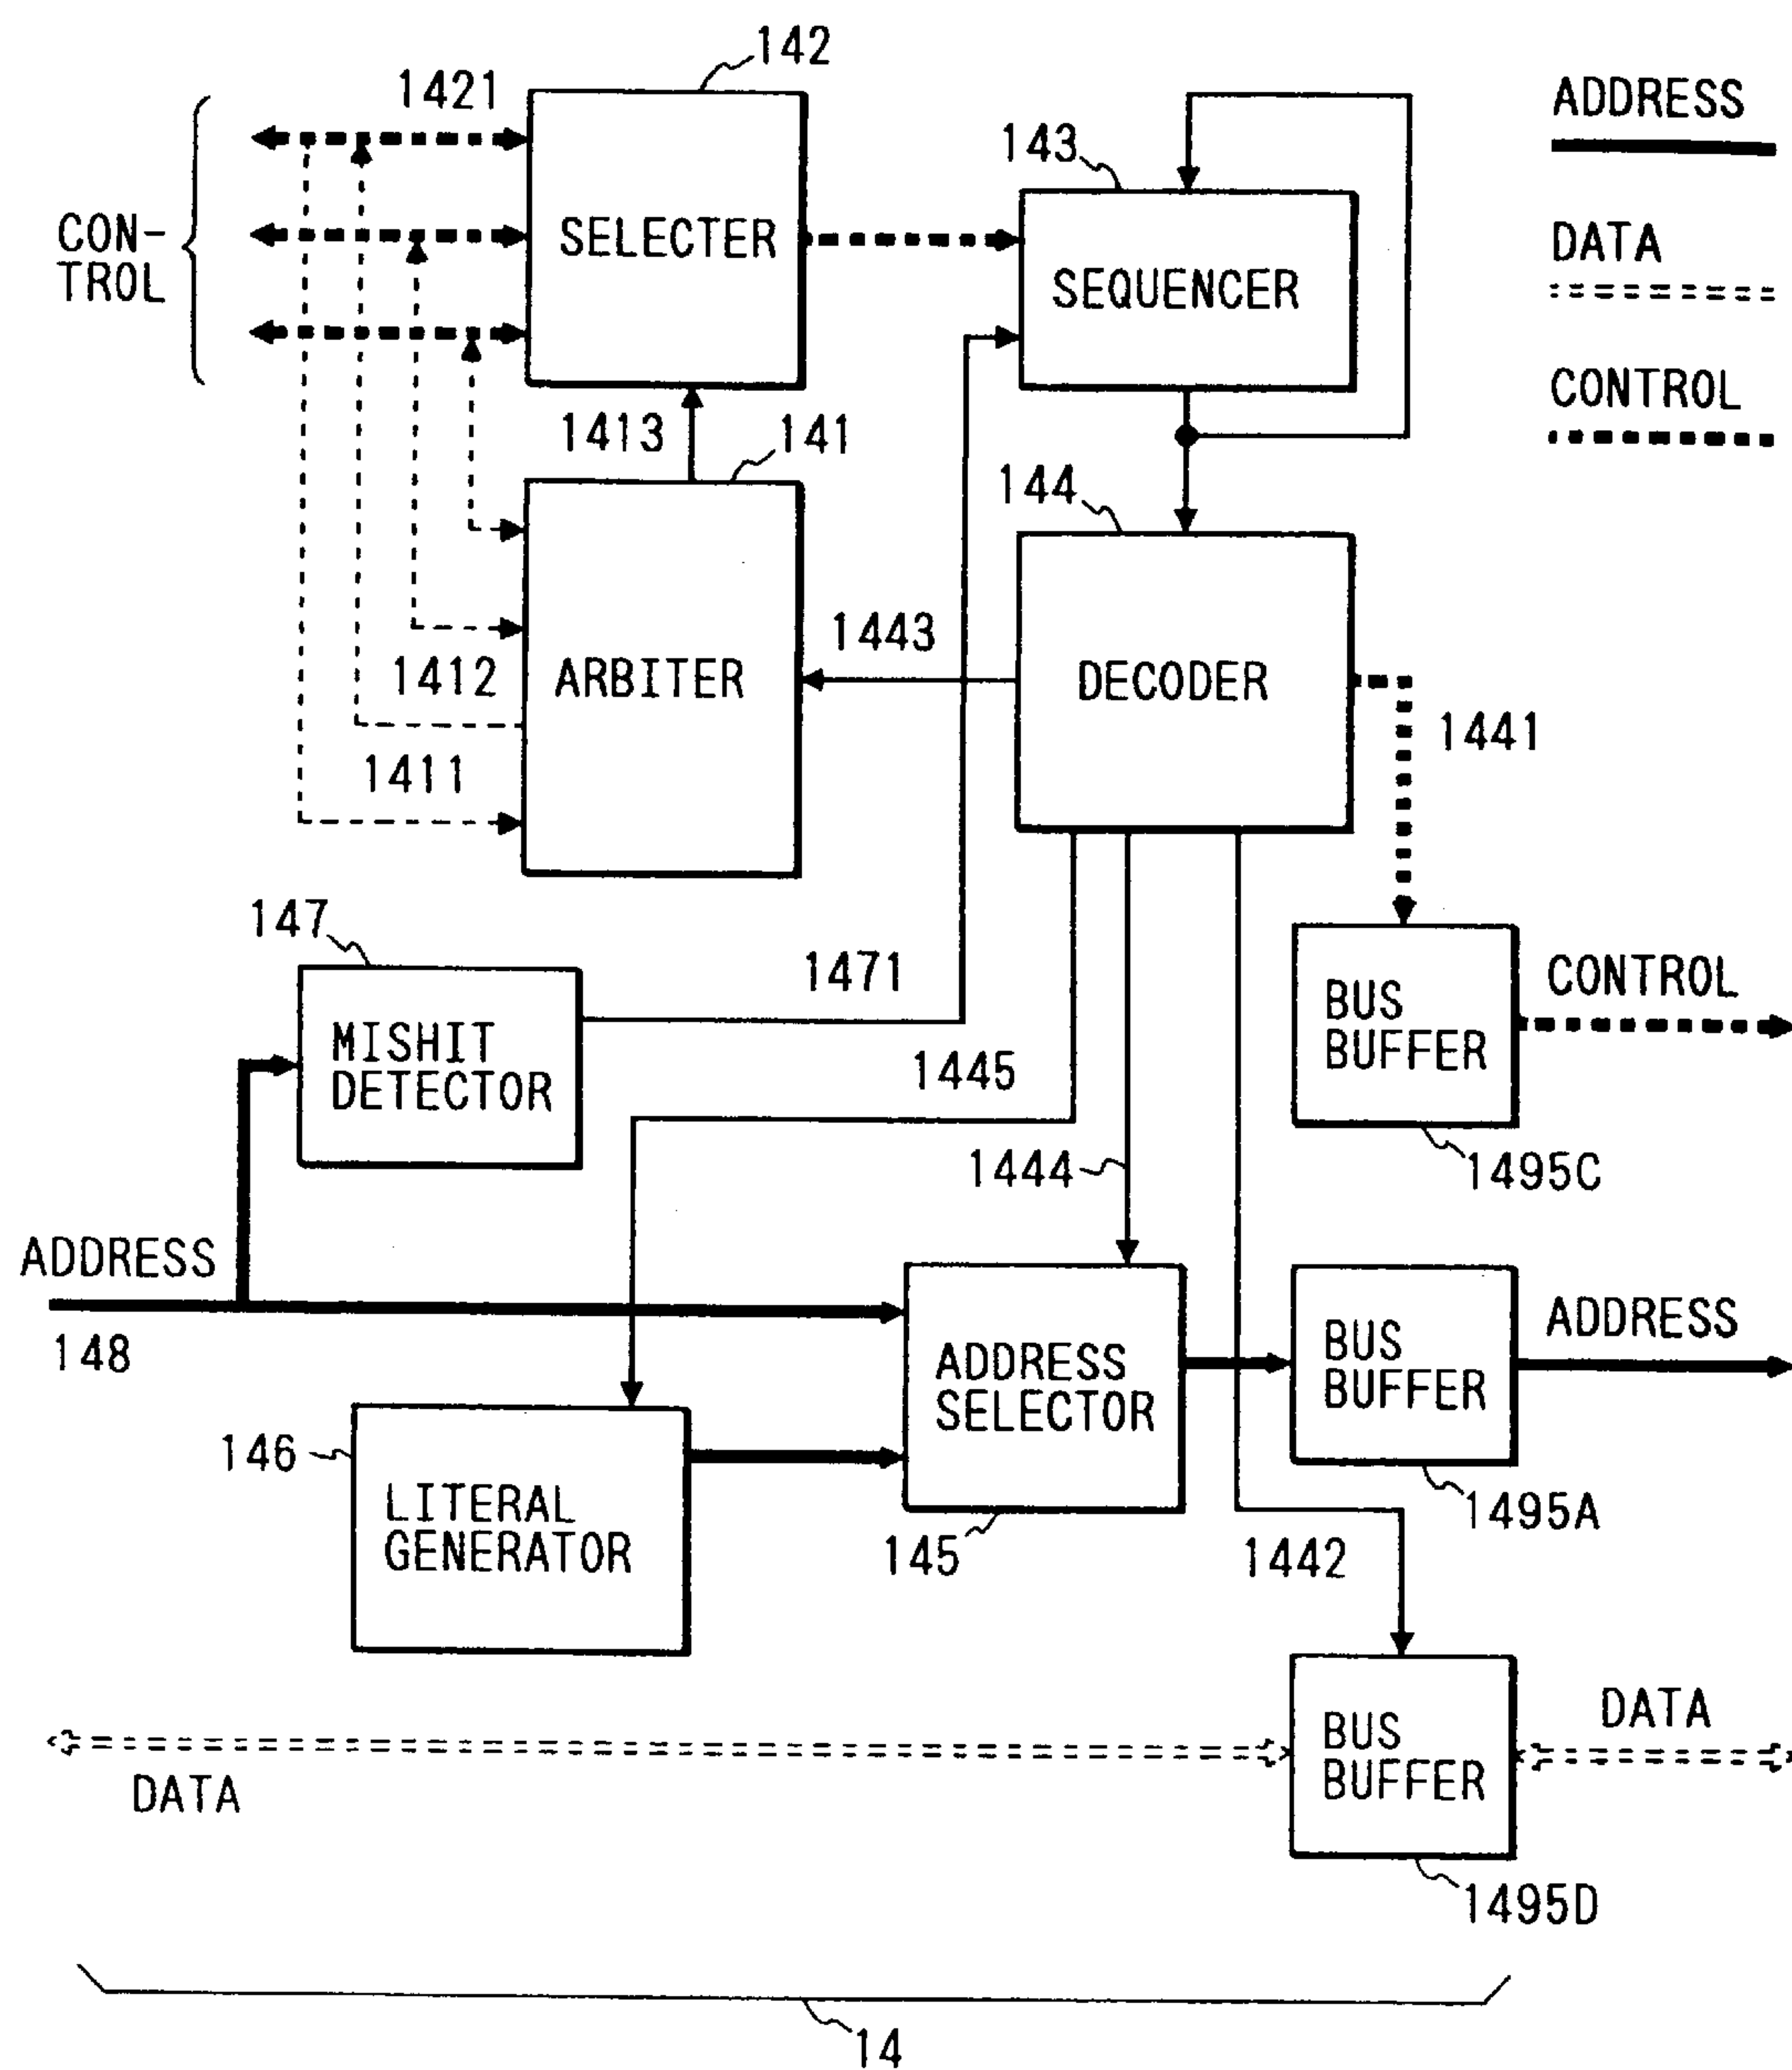 142
1421
ADDRESS
143
CON-
TROL
SELECTER
SEQUENCER
DATA
CONTROL
1413
141
144
1443
ARBITER
DECODER
1412
1441
1411
147
1471
CONTROL
MISHIT
DETECTOR
BUS
BUFFER
1445
1444
1495C
ADDRESS
148
ADDRESS
ADDRESS
SELECTOR
BUS
BUFFER
146
LITERAL
GENERATOR
145
1495A
1442
DATA
BUS
BUFFER
DATA
1495D
14